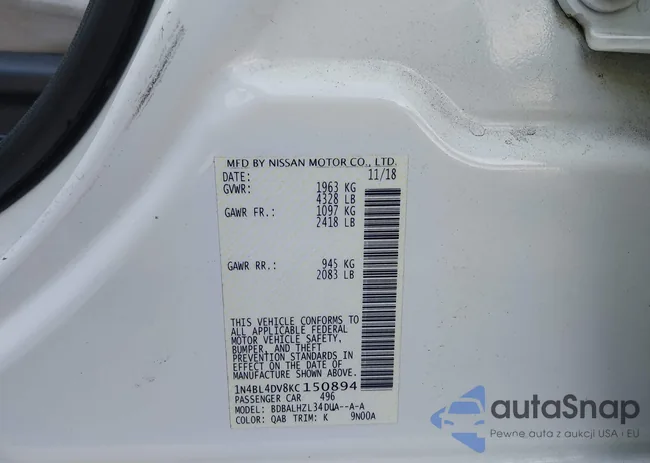 MFD BY NISSAN MOTOR CO., LTD.
DATE: 11/18
GVWR: 1963 KG
4328 LB
GAWR FR.: 1097 KG
2418 LB
GAWR RR.: 945 KG
2083 LB
THIS VEHICLE CONFORMS TO
ALL APPLICABLE FEDERAL
MOTOR VEHICLE SAFETY,
BUMPER, AND THEFT
PREVENTION STANDARDS
IN EFFECT ON THE DATE
OF MANUFACTURE
1N4BL4DV8KC150894
PASSENGER CAR 496
MODEL: BDBALHZL34DUA--A-A
COLOR: QAB TRIM: K 9N00A
autoSnap
Pewne auta z aukcji USA i EU